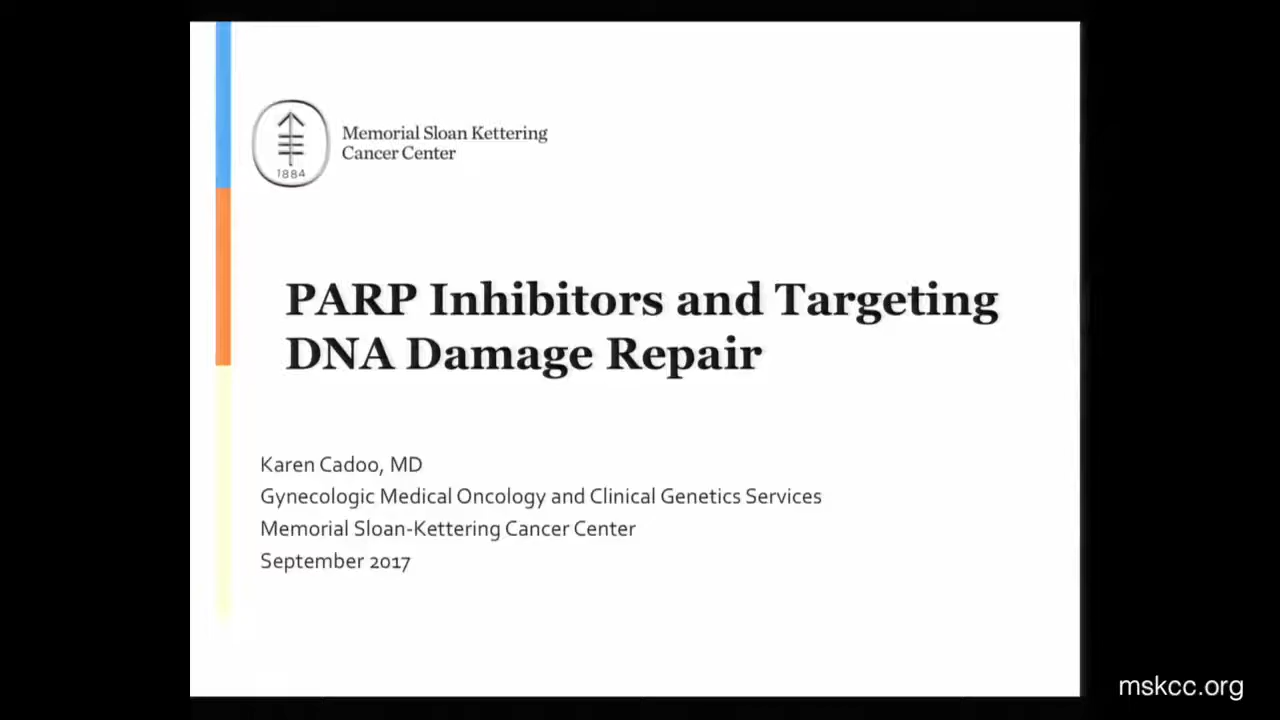 Memorial Sloan Kettering
Cancer Center
1884
PARP Inhibitors and Targeting
DNA Damage Repair
Karen Cadoo, MD
Gynecologic Medical Oncology and Clinical Genetics Services
Memorial Sloan-Kettering Cancer Center
September 2017
mskcc.org